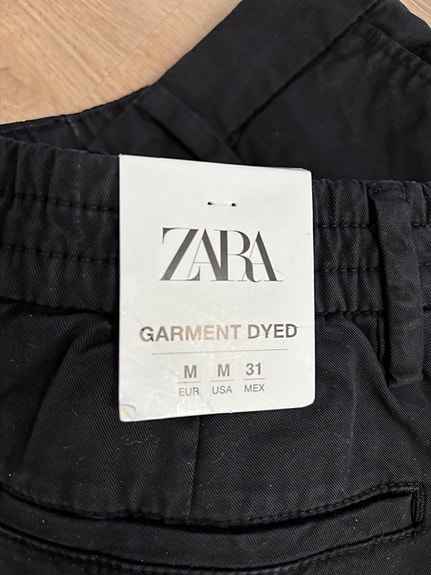 ZARA
GARMENT DYED
M M 31
EUR USA MEX